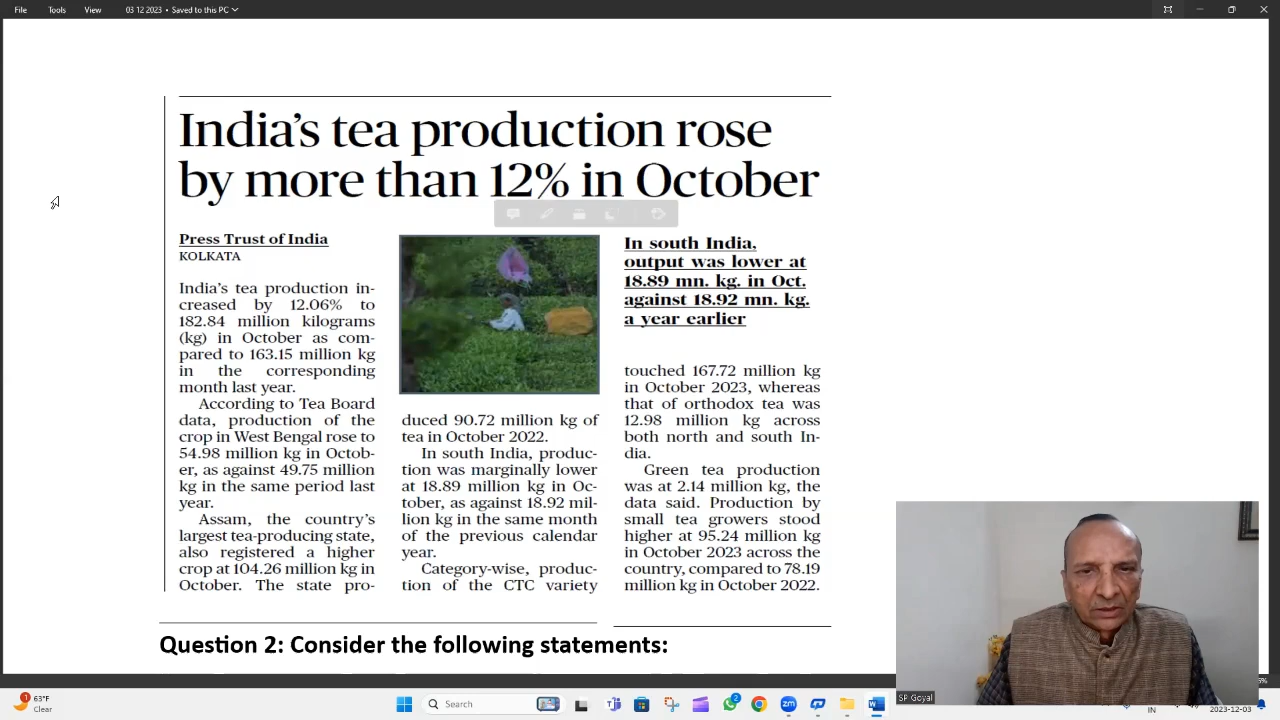 File Tools View 03 12 2023 • Saved to this PC
India's tea production rose
by more than 12% in October
Press Trust of India
KOLKATA
India's tea production in-
creased by 12.06% to
182.84 million kilograms
(kg) in October as com-
pared to 163.15 million kg
in the corresponding
month last year.
According to Tea Board
data, production of the
crop in West Bengal rose to
54.98 million kg in Octob-
er, as against 49.75 million
kg in the same period last
year.
Assam, the country's
largest tea-producing state,
also registered a higher
crop at 104.26 million kg in
October. The state pro-
duced 90.72 million kg of
tea in October 2022.
In south India, produc-
tion was marginally lower
at 18.89 million kg in Oc-
tober, as against 18.92 mil-
lion kg in the same month
of the previous calendar
year.
Category-wise, produc-
tion of the CTC variety
In south India,
output was lower at
18.89 mn. kg. in Oct.
against 18.92 mn. kg.
a year earlier
touched 167.72 million kg
in October 2023, whereas
that of orthodox tea was
12.98 million kg across
both north and south In-
dia.
Green tea production
was at 2.14 million kg, the
data said. Production by
small tea growers stood
higher at 95.24 million kg
in October 2023 across the
country, compared to 78.19
million kg in October 2022.
Question 2: Consider the following statements:
SP Goyal
1
63°F
Clear
Search
2
zm
IN
2023-12-03